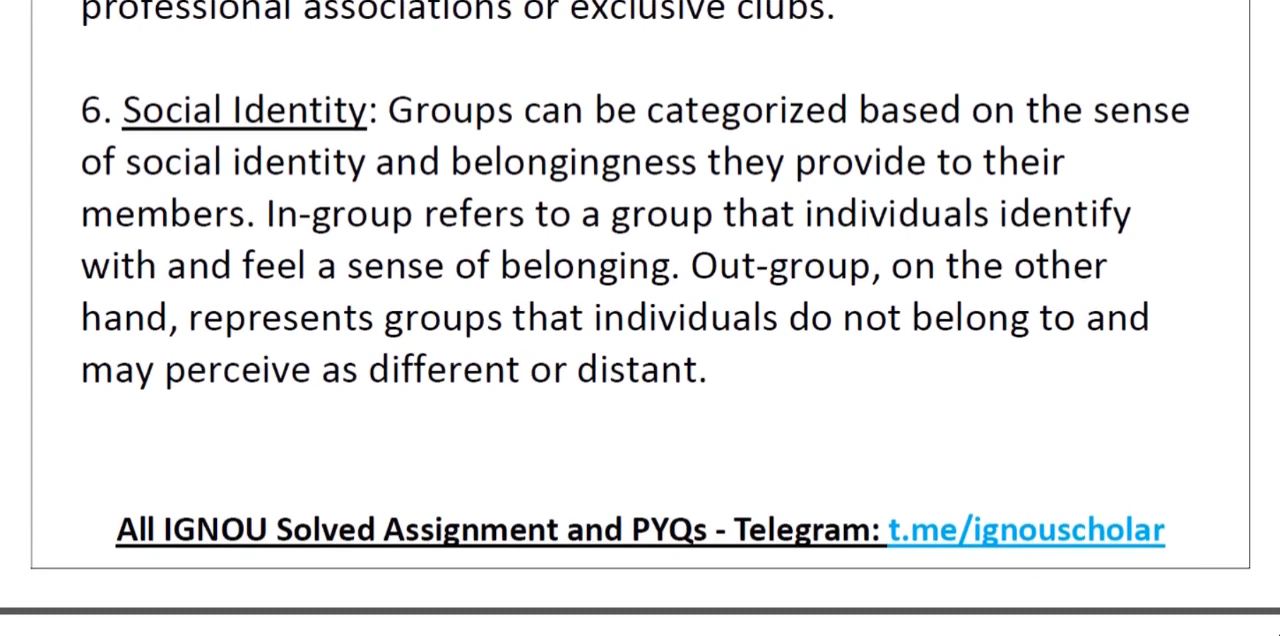 professional associations or exclusive clubs.
6. Social Identity: Groups can be categorized based on the sense
of social identity and belongingness they provide to their
members. In-group refers to a group that individuals identify
with and feel a sense of belonging. Out-group, on the other
hand, represents groups that individuals do not belong to and
may perceive as different or distant.
All IGNOU Solved Assignment and PYQs - Telegram: t.me/ignouscholar